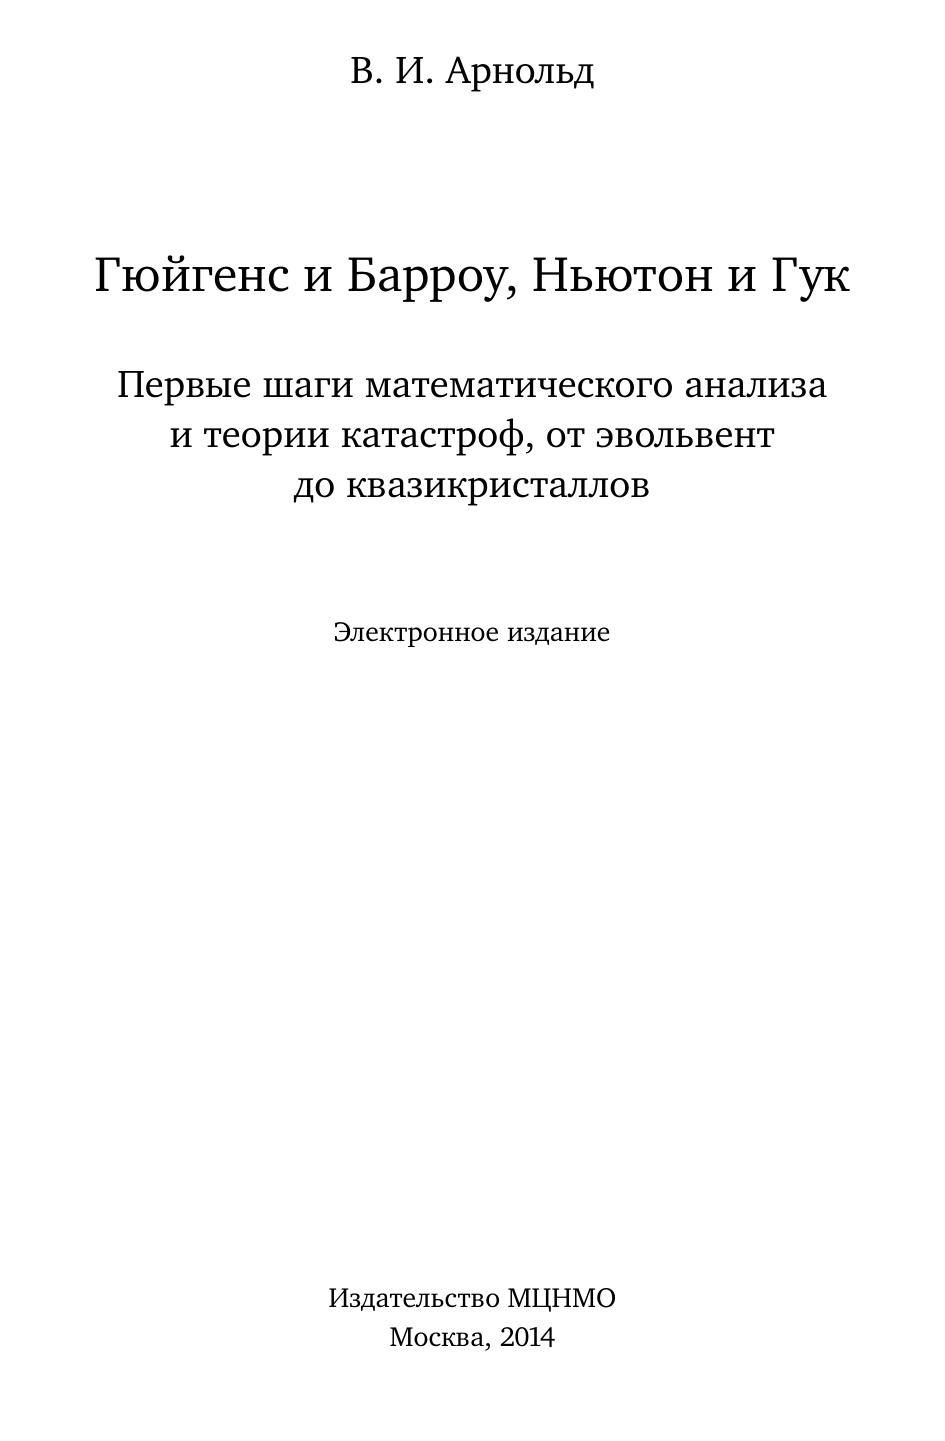 В. И. Арнольд
Гюйгенс и Барроу, Ньютон и Гук
Первые шаги математического анализа
и теории катастроф, от эвольвент
до квазикристаллов
Электронное издание
Издательство МЦНМО
Москва, 2014